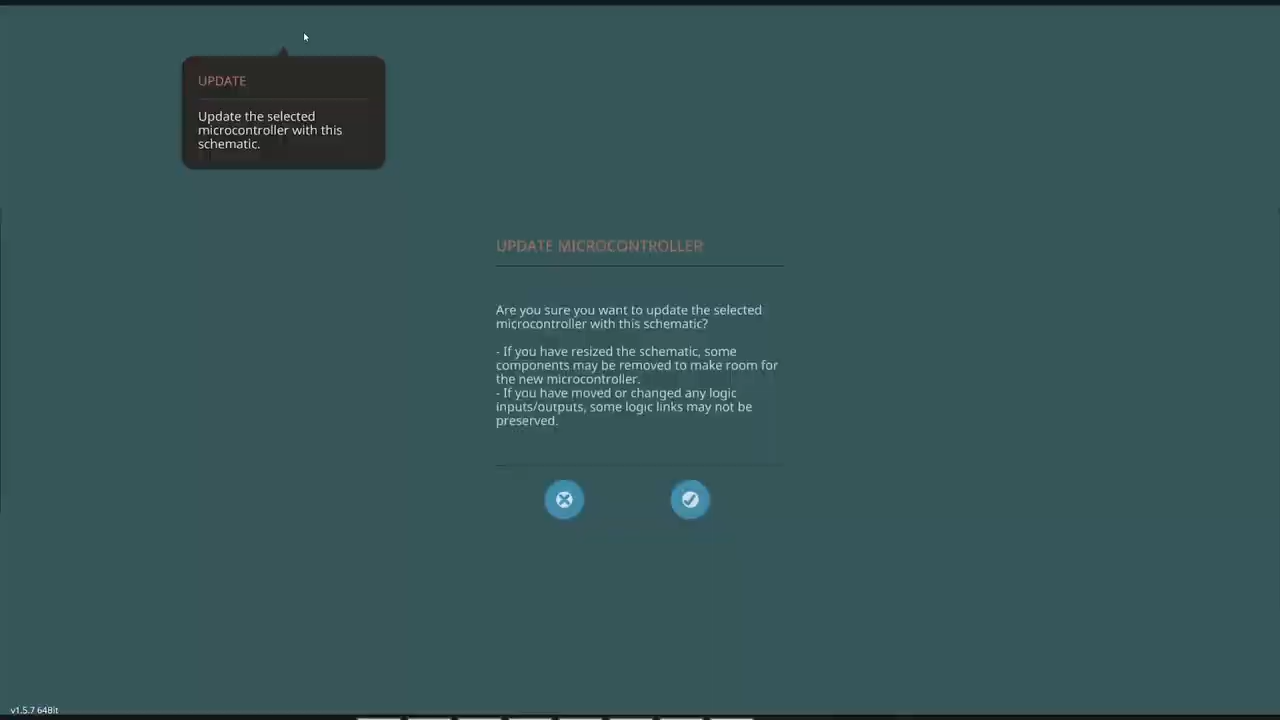 UPDATE
Update the selected
microcontroller with this
schematic.
UPDATE MICROCONTROLLER
Are you sure you want to update the selected
microcontroller with this schematic?
- If you have resized the schematic, some
components may be removed to make room for
the new microcontroller.
- If you have moved or changed any logic
inputs/outputs, some logic links may not be
preserved.
v1.5.7 64Bit